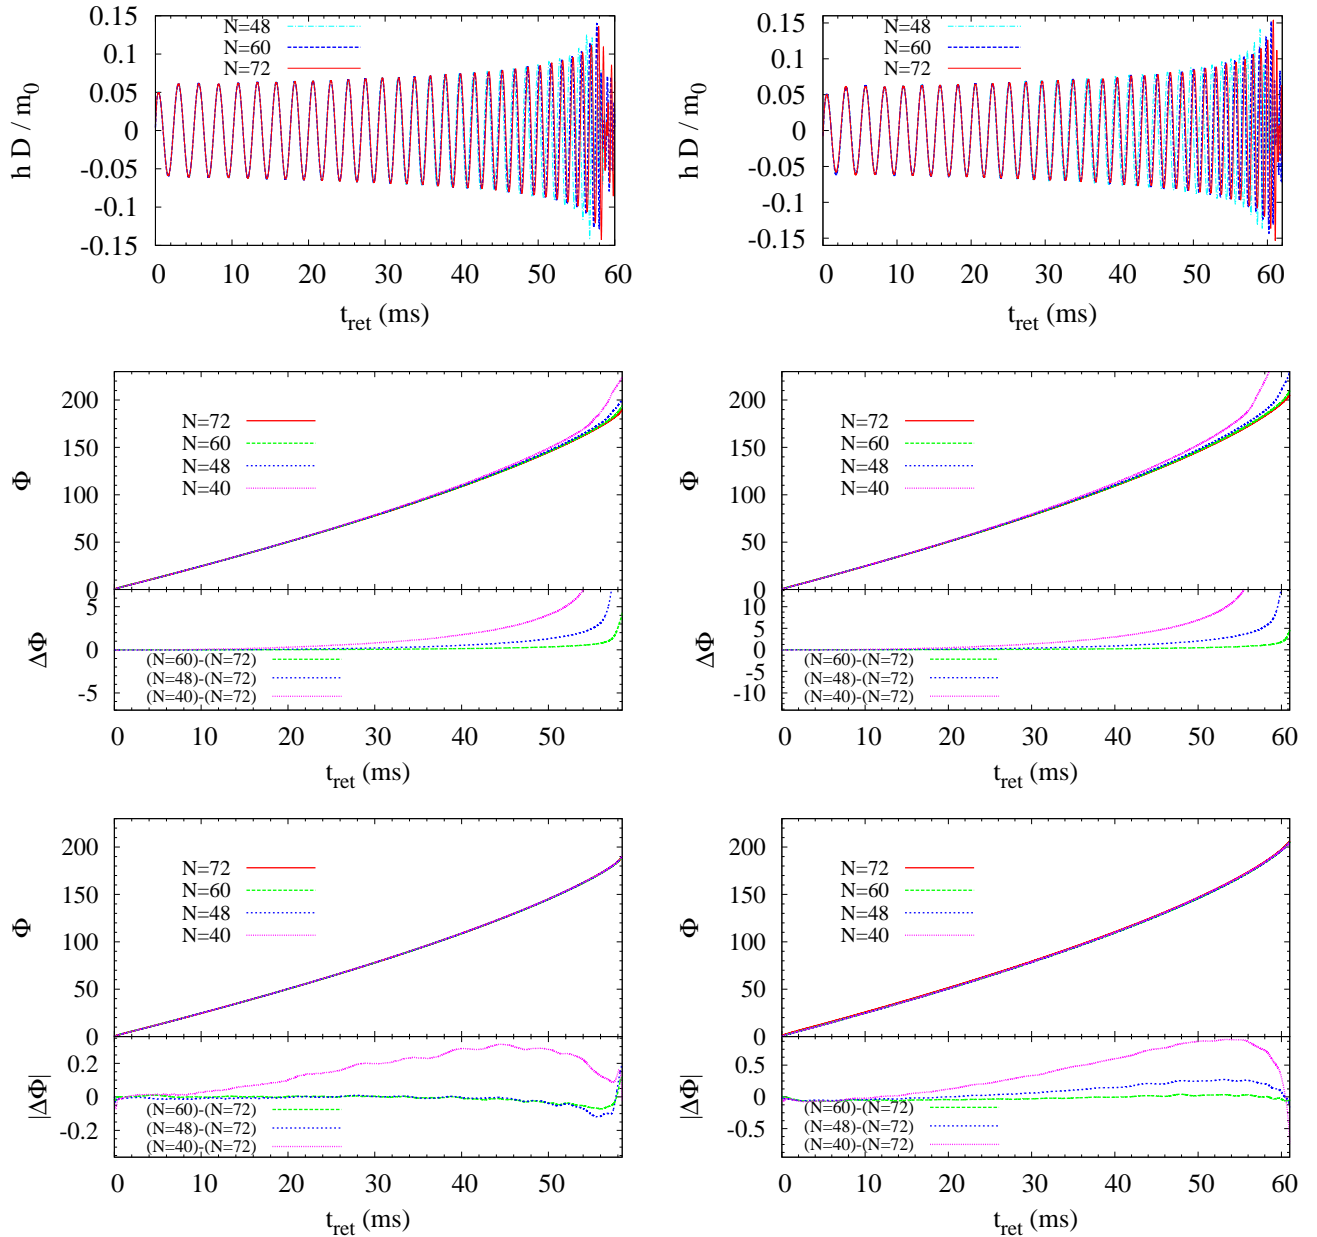 0.15
0.1
0.05
0
-0.05
-0.1
-0.15
h D / m0
N=48
N=60
N=72
0 10 20 30 40 50 60
tret (ms)
0.15
0.1
0.05
0
-0.05
-0.1
-0.15
h D / m0
N=48
N=60
N=72
0 10 20 30 40 50 60
tret (ms)
200
150
100
50
0
Φ
N=72
N=60
N=48
N=40
5
0
-5
ΔΦ
(N=60)-(N=72)
(N=48)-(N=72)
(N=40)-(N=72)
0 10 20 30 40 50
tret (ms)
200
150
100
50
0
Φ
N=72
N=60
N=48
N=40
10
5
0
-5
-10
ΔΦ
(N=60)-(N=72)
(N=48)-(N=72)
(N=40)-(N=72)
0 10 20 30 40 50 60
tret (ms)
200
150
100
50
0
Φ
N=72
N=60
N=48
N=40
0.2
0
-0.2
|ΔΦ|
(N=60)-(N=72)
(N=48)-(N=72)
(N=40)-(N=72)
0 10 20 30 40 50
tret (ms)
200
150
100
50
0
Φ
N=72
N=60
N=48
N=40
0.5
0
-0.5
|ΔΦ|
(N=60)-(N=72)
(N=48)-(N=72)
(N=40)-(N=72)
0 10 20 30 40 50 60
tret (ms)